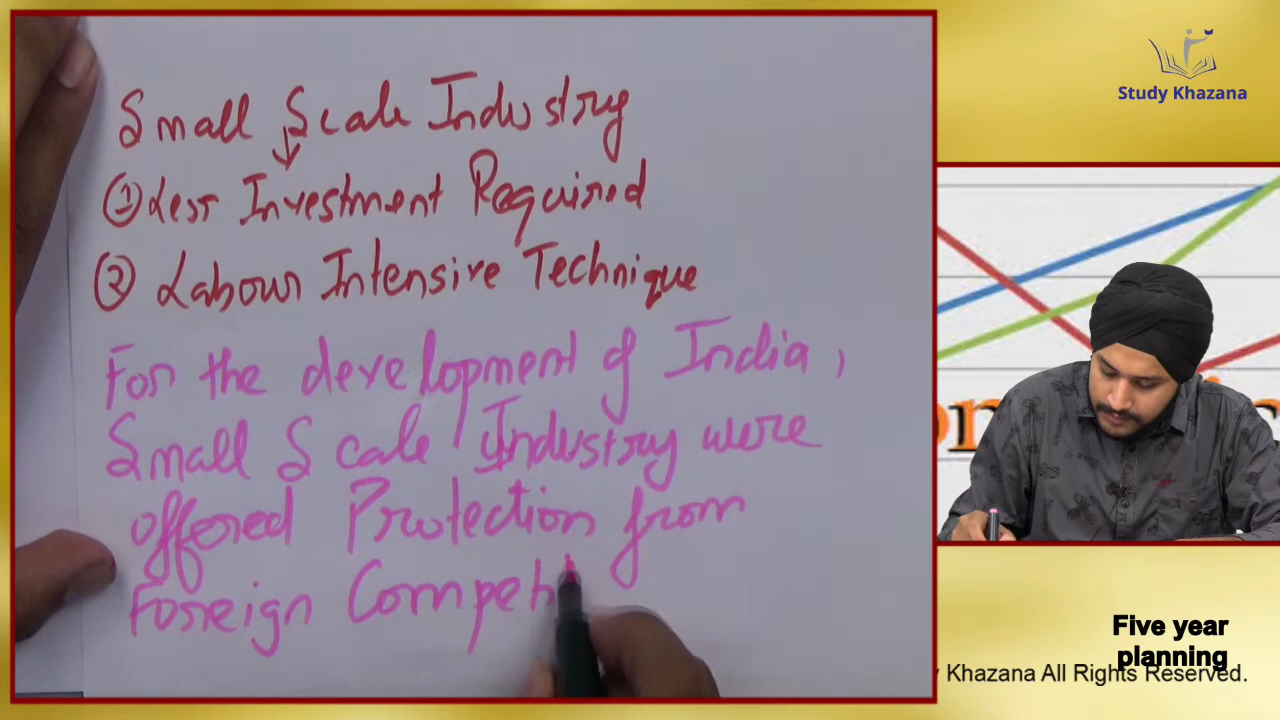 Small Scale Industry
① Less Investment Required
② Labour Intensive Technique
For the development of India,
Small Scale Industry were
offered Protection from
Foreign Compet
Study Khazana
Five year
planning
Khazana All Rights Reserved.